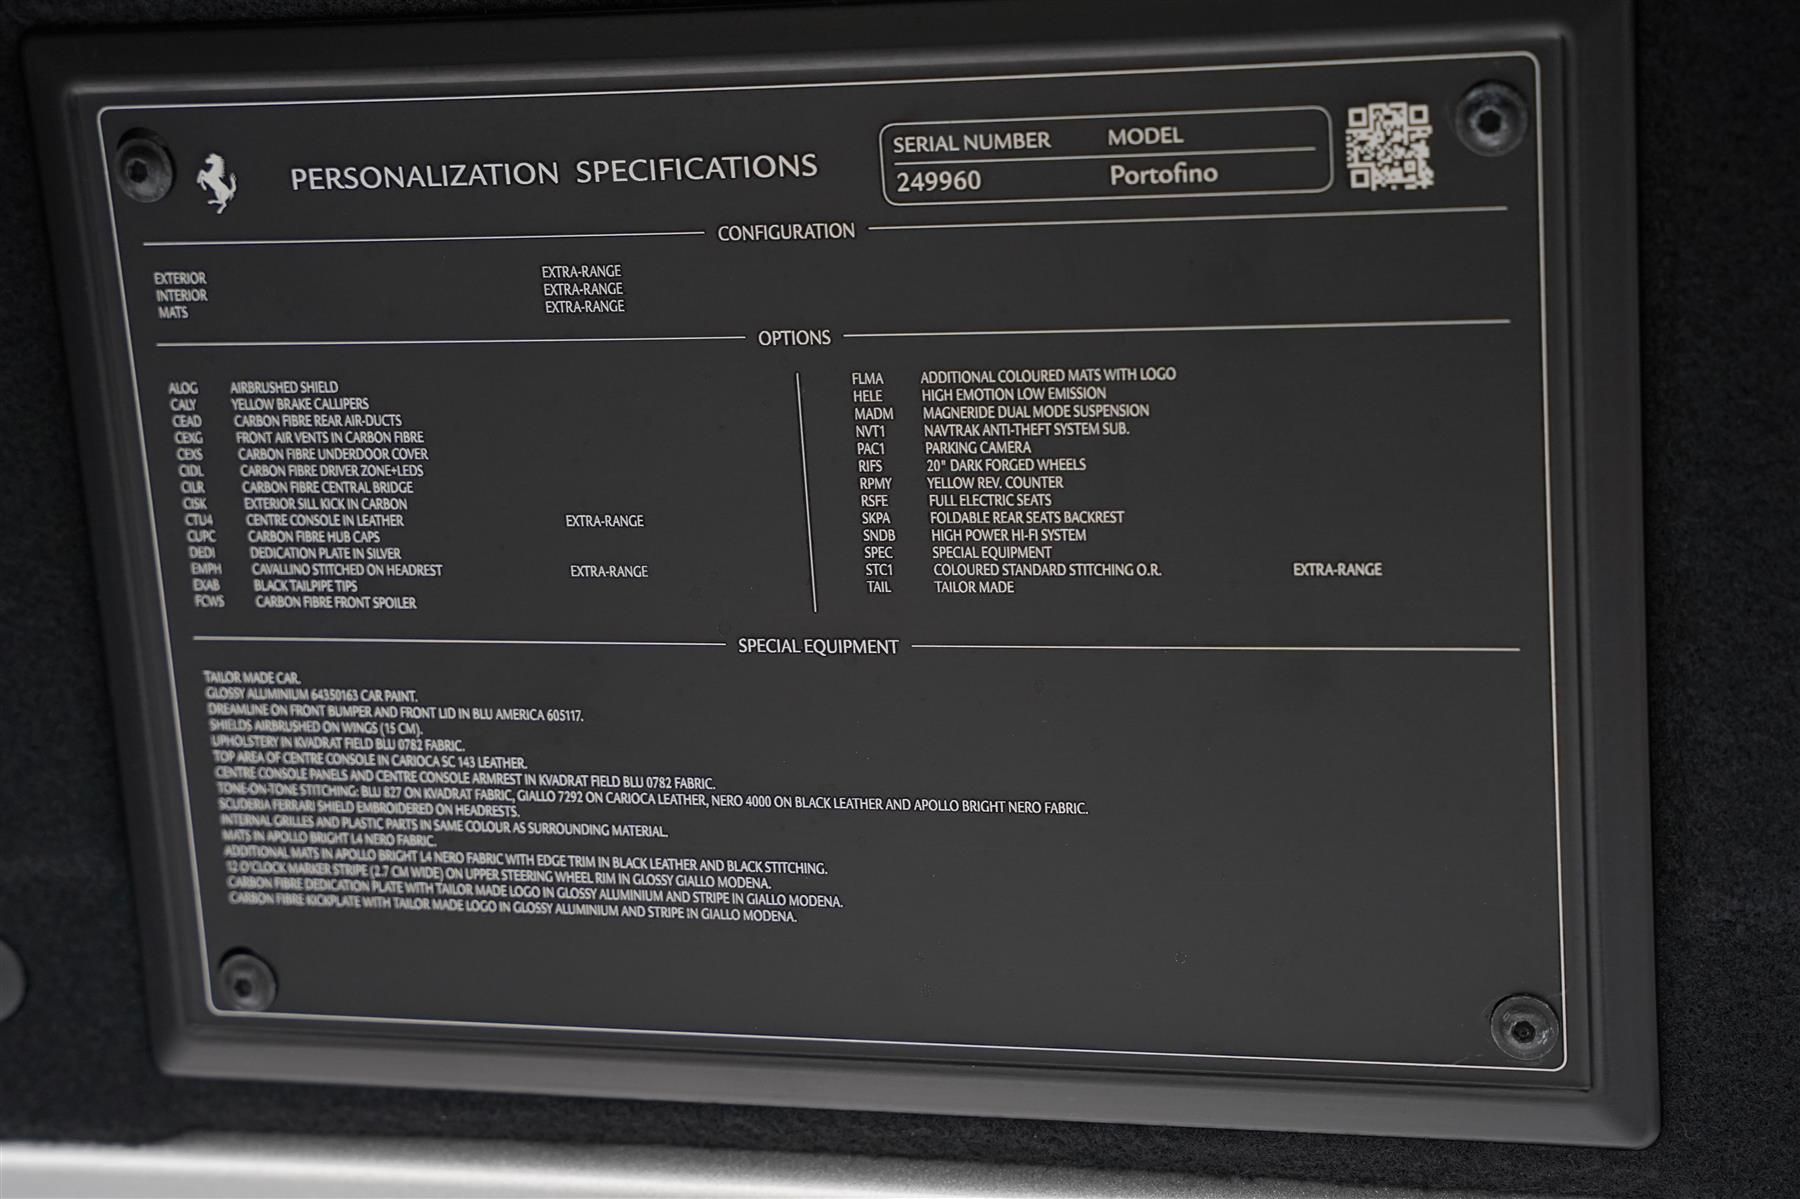 PERSONALIZATION SPECIFICATIONS
SERIAL NUMBER MODEL
249960 Portofino
CONFIGURATION
EXTERIOR EXTRA-RANGE
INTERIOR EXTRA-RANGE
MATS EXTRA-RANGE
OPTIONS
ALOG AIRBRUSHED SHIELD
CALY YELLOW BRAKE CALLIPERS
CEAD CARBON FIBRE REAR AIR-DUCTS
CEXG FRONT AIR VENTS IN CARBON FIBRE
CEXS CARBON FIBRE UNDERDOOR COVER
CIDL CARBON FIBRE DRIVER ZONE+LEDS
CILR CARBON FIBRE CENTRAL BRIDGE
CISK EXTERIOR SILL KICK IN CARBON
CTU4 CENTRE CONSOLE IN LEATHER EXTRA-RANGE
CUPC CARBON FIBRE HUB CAPS
DEDI DEDICATION PLATE IN SILVER
EMPH CAVALLINO STITCHED ON HEADREST EXTRA-RANGE
EXAB BLACK TAILPIPE TIPS
FCWS CARBON FIBRE FRONT SPOILER
FLMA ADDITIONAL COLOURED MATS WITH LOGO
HELE HIGH EMOTION LOW EMISSION
MADM MAGNERIDE DUAL MODE SUSPENSION
NVT1 NAVTRAK ANTI-THEFT SYSTEM SUB.
PAC1 PARKING CAMERA
RIFS 20" DARK FORGED WHEELS
RPMY YELLOW REV. COUNTER
RSFE FULL ELECTRIC SEATS
SKPA FOLDABLE REAR SEATS BACKREST
SNDB HIGH POWER HI-FI SYSTEM
SPEC SPECIAL EQUIPMENT
STC1 COLOURED STANDARD STITCHING O.R. EXTRA-RANGE
TAIL TAILOR MADE
SPECIAL EQUIPMENT
TAILOR MADE CAR.
GLOSSY ALUMINIUM 64350163 CAR PAINT.
DREAMLINE ON FRONT BUMPER AND FRONT LID IN BLU AMERICA 605117.
SHIELDS AIRBRUSHED ON WINGS (15 CM).
UPHOLSTERY IN KVADRAT FIELD BLU 0782 FABRIC.
TOP AREA OF CENTRE CONSOLE IN CARIOCA SC 143 LEATHER.
CENTRE CONSOLE PANELS AND CENTRE CONSOLE ARMREST IN KVADRAT FIELD BLU 0782 FABRIC.
TONE-ON-TONE STITCHING: BLU 827 ON KVADRAT FABRIC, GIALLO 7292 ON CARIOCA LEATHER, NERO 4000 ON BLACK LEATHER AND APOLLO BRIGHT NERO FABRIC.
SCUDERIA FERRARI SHIELD EMBROIDERED ON HEADRESTS.
INTERNAL GRILLES AND PLASTIC PARTS IN SAME COLOUR AS SURROUNDING MATERIAL.
MATS IN APOLLO BRIGHT L4 NERO FABRIC.
ADDITIONAL MATS IN APOLLO BRIGHT L4 NERO FABRIC WITH EDGE TRIM IN BLACK LEATHER AND BLACK STITCHING.
12 O'CLOCK MARKER STRIPE (2.7 CM WIDE) ON UPPER STEERING WHEEL RIM IN GLOSSY GIALLO MODENA.
CARBON FIBRE DEDICATION PLATE WITH TAILOR MADE LOGO IN GLOSSY ALUMINIUM AND STRIPE IN GIALLO MODENA.
CARBON FIBRE KICKPLATE WITH TAILOR MADE LOGO IN GLOSSY ALUMINIUM AND STRIPE IN GIALLO MODENA.